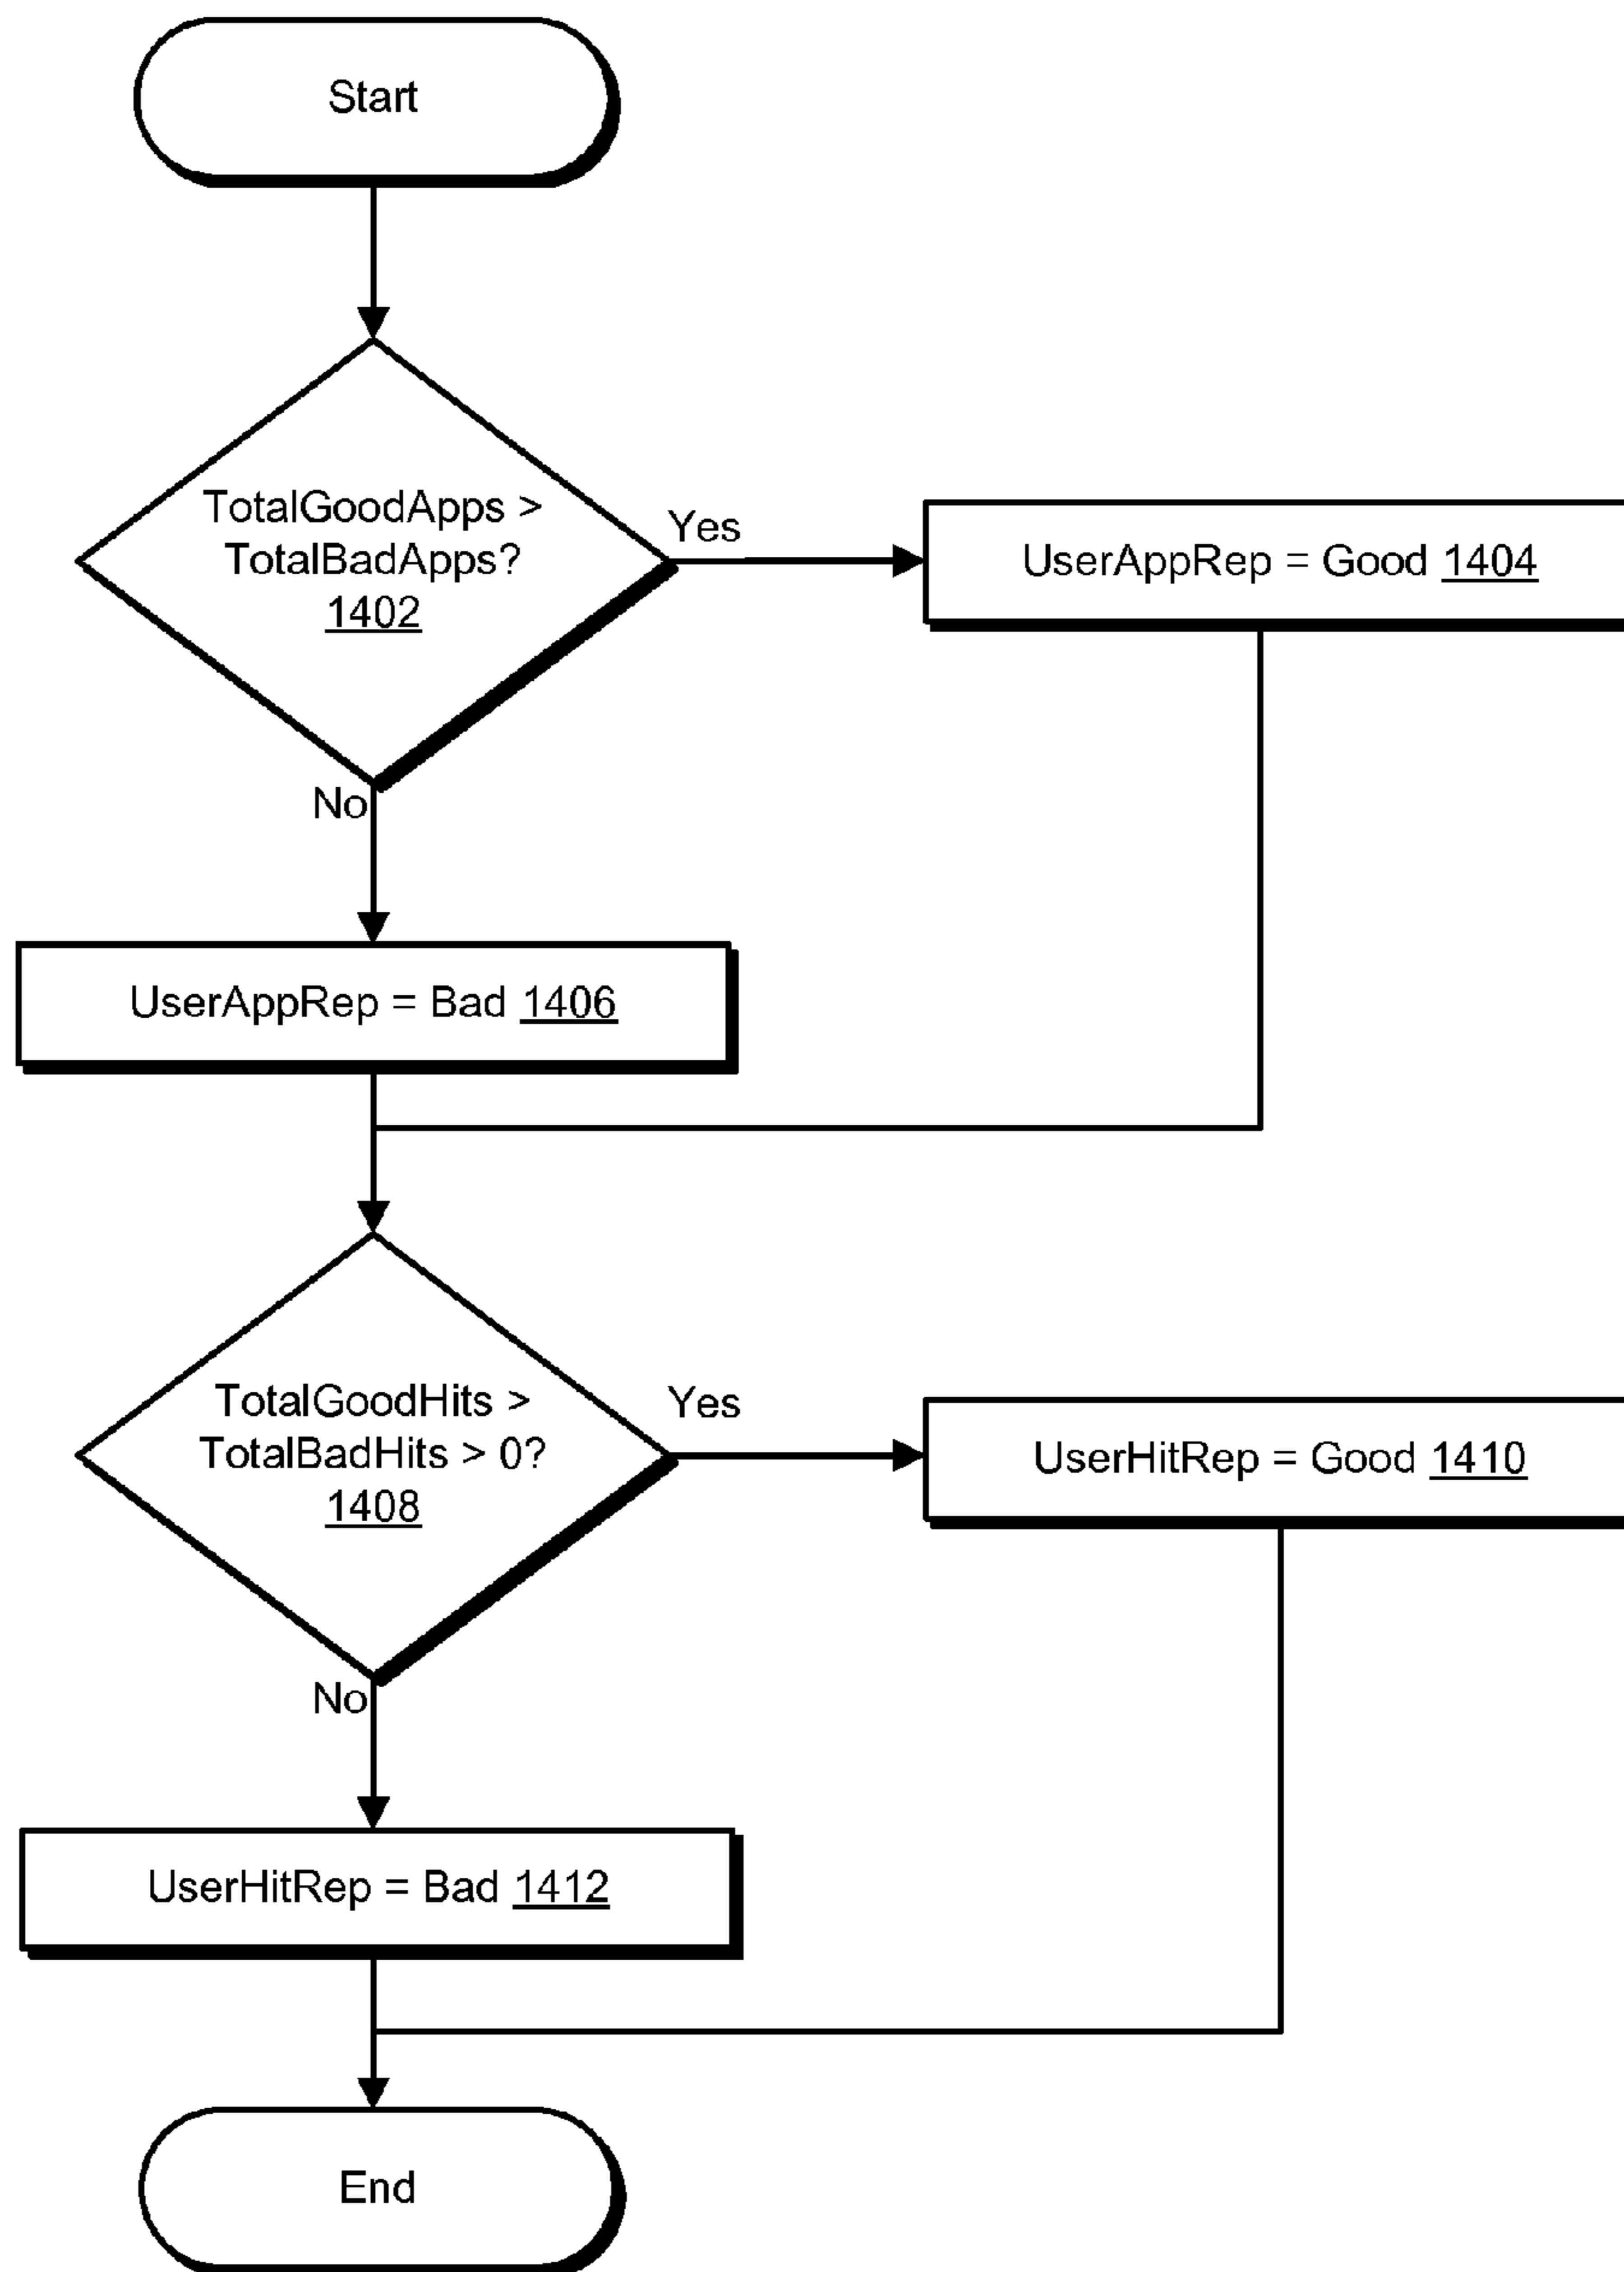 Start
TotalGoodApps >
TotalBadApps?
1402
Yes
UserAppRep = Good 1404
No
UserAppRep = Bad 1406
TotalGoodHits >
TotalBadHits > 0?
1408
Yes
UserHitRep = Good 1410
No
UserHitRep = Bad 1412
End